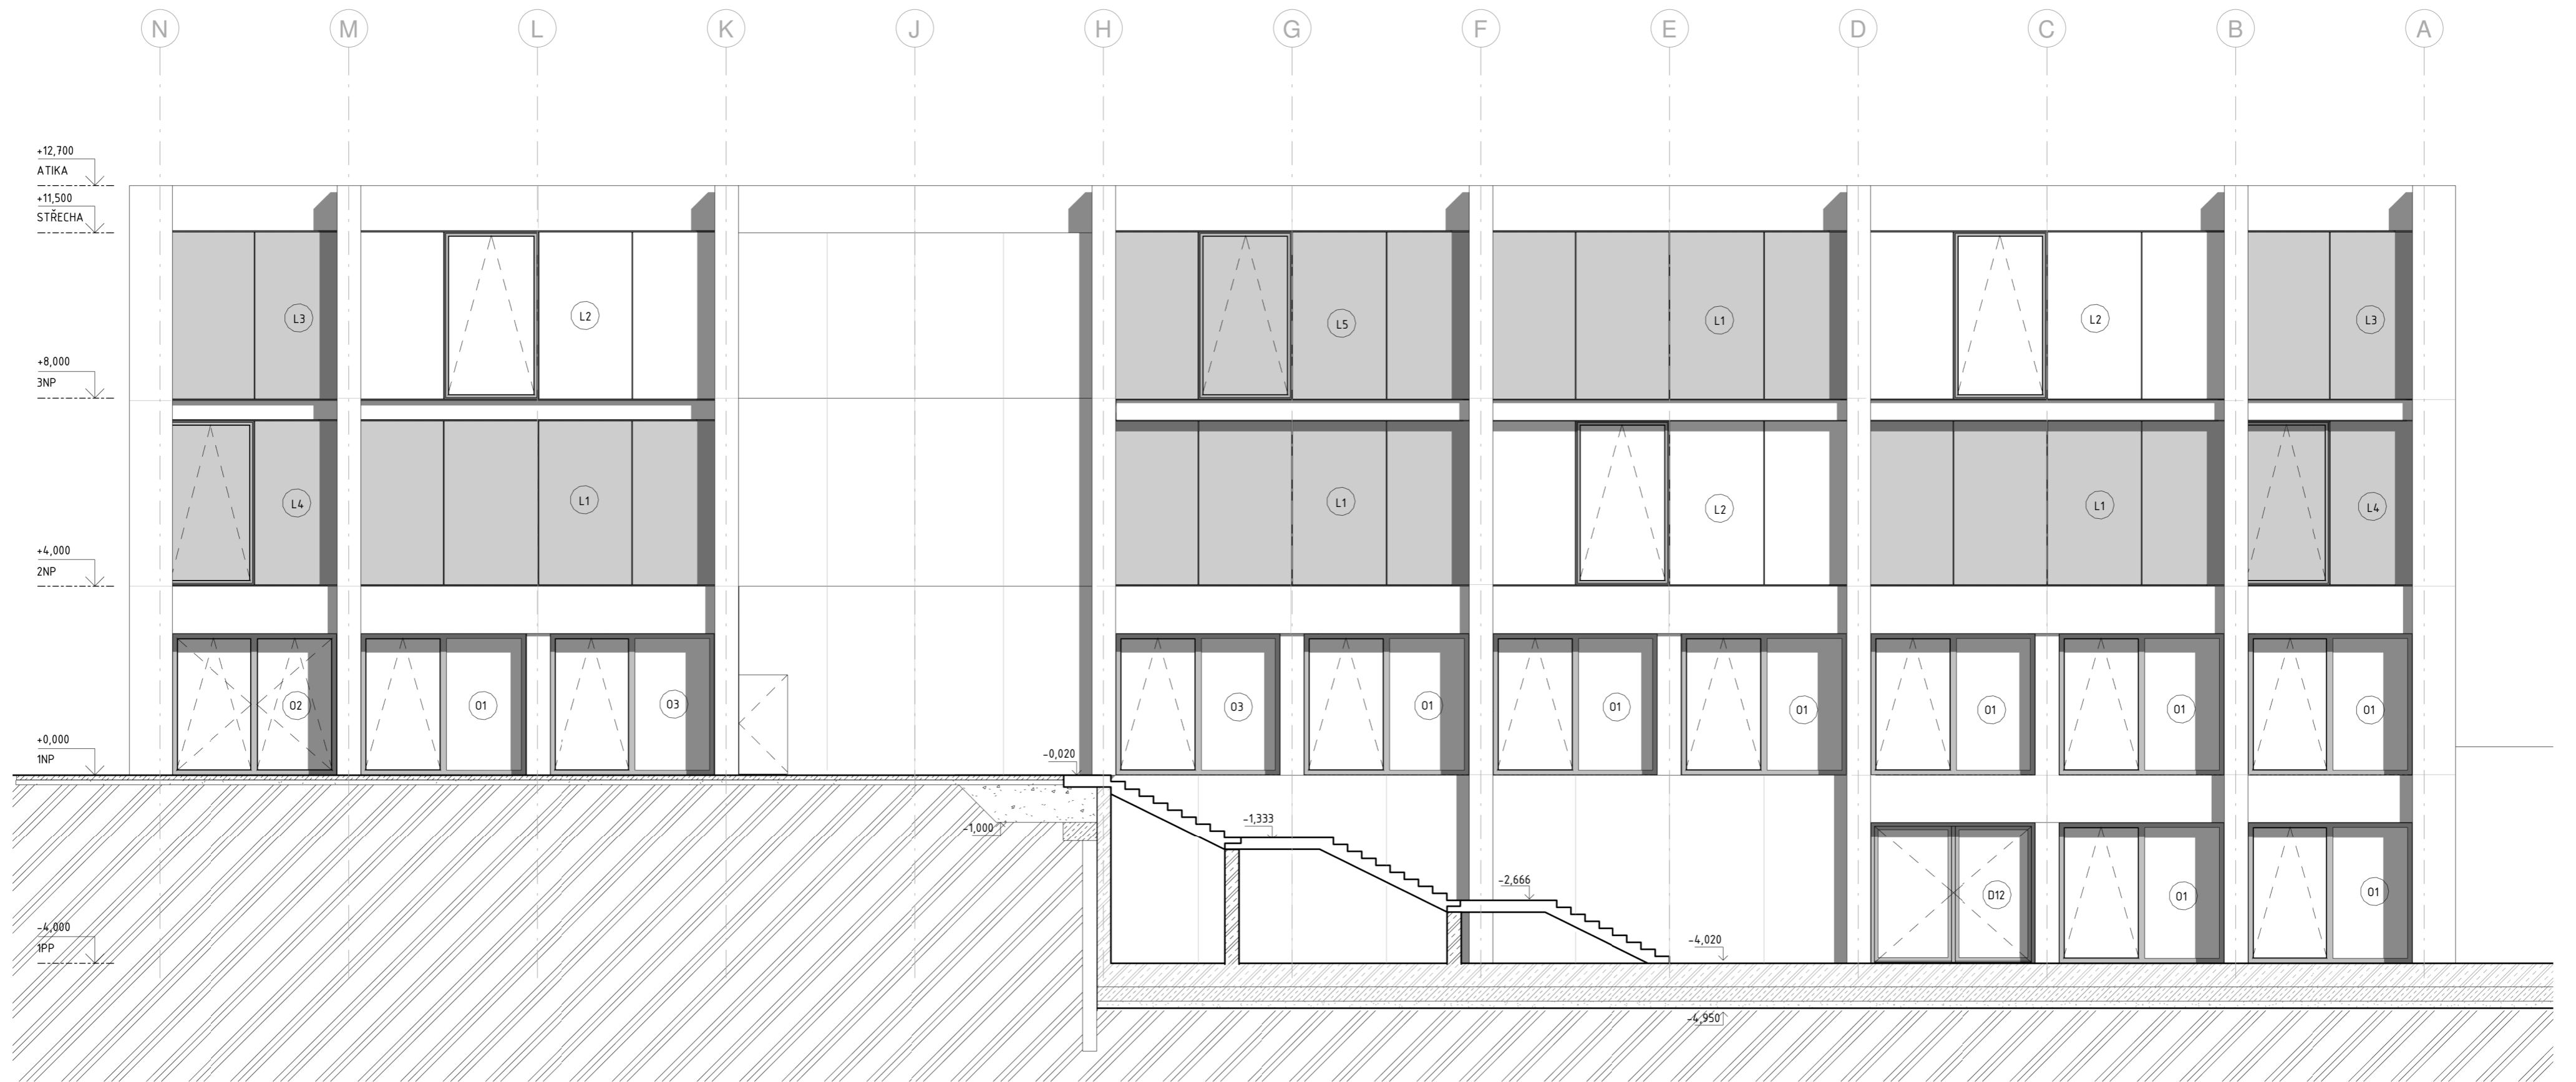 N M L K J H G F E D C B A
+12,700
ATIKA
+11,500
STŘECHA
L3 L2 L5 L1 L2 L3
+8,000
3NP
L4 L1 L1 L2 L1 L4
+4,000
2NP
O2 O1 O3 O3 O1 O1 O1 O1 O1 O1
+0,000
1NP
-0,020
-1,000
-1,333
-2,666
D12 O1 O1
-4,000
1PP
-4,020
-4,950